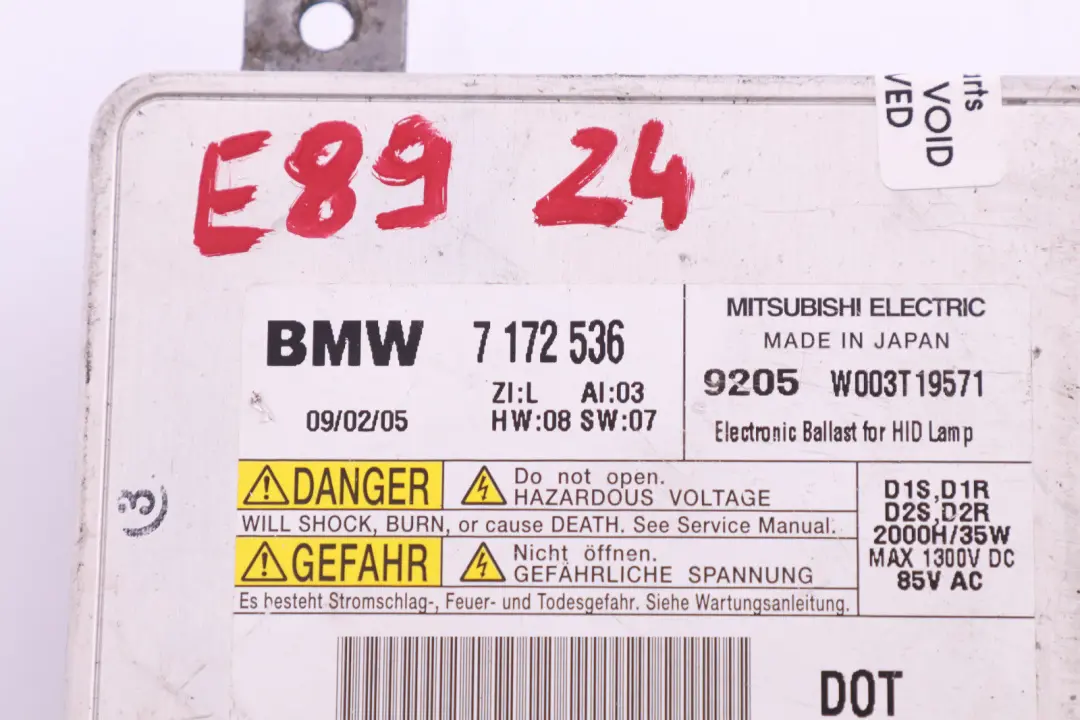 E89 Z4
VOID
BMW 7 172 536
ZI:L AI:03
09/02/05 HW:08 SW:07
MITSUBISHI ELECTRIC
MADE IN JAPAN
9205 W003T19571
Electronic Ballast for HID Lamp
DANGER Do not open.
HAZARDOUS VOLTAGE
WILL SHOCK, BURN, or cause DEATH. See Service Manual.
GEFAHR Nicht öffnen.
GEFÄHRLICHE SPANNUNG
Es besteht Stromschlag-, Feuer- und Todesgefahr. Siehe Wartungsanleitung.
D1S,D1R
D2S,D2R
2000H/35W
MAX 1300V DC
85V AC
3
DOT